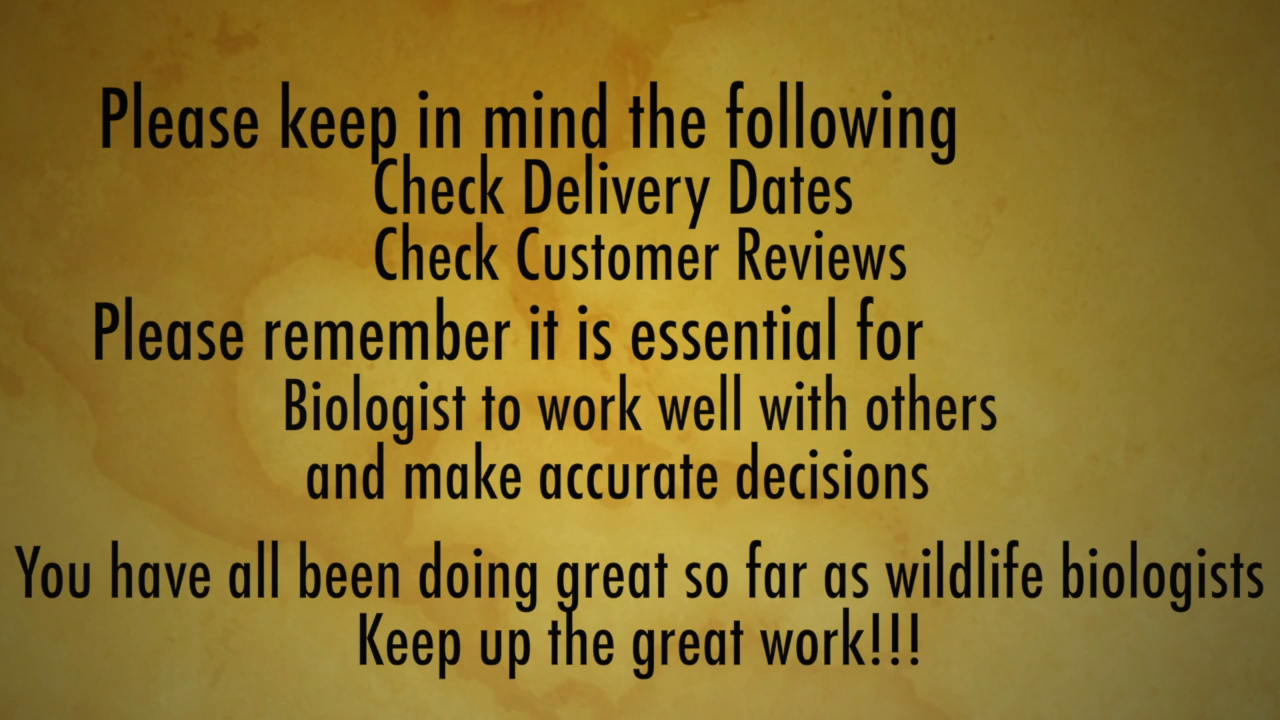 Please keep in mind the following
Check Delivery Dates
Check Customer Reviews
Please remember it is essential for
Biologist to work well with others
and make accurate decisions
You have all been doing great so far as wildlife biologists
Keep up the great work!!!